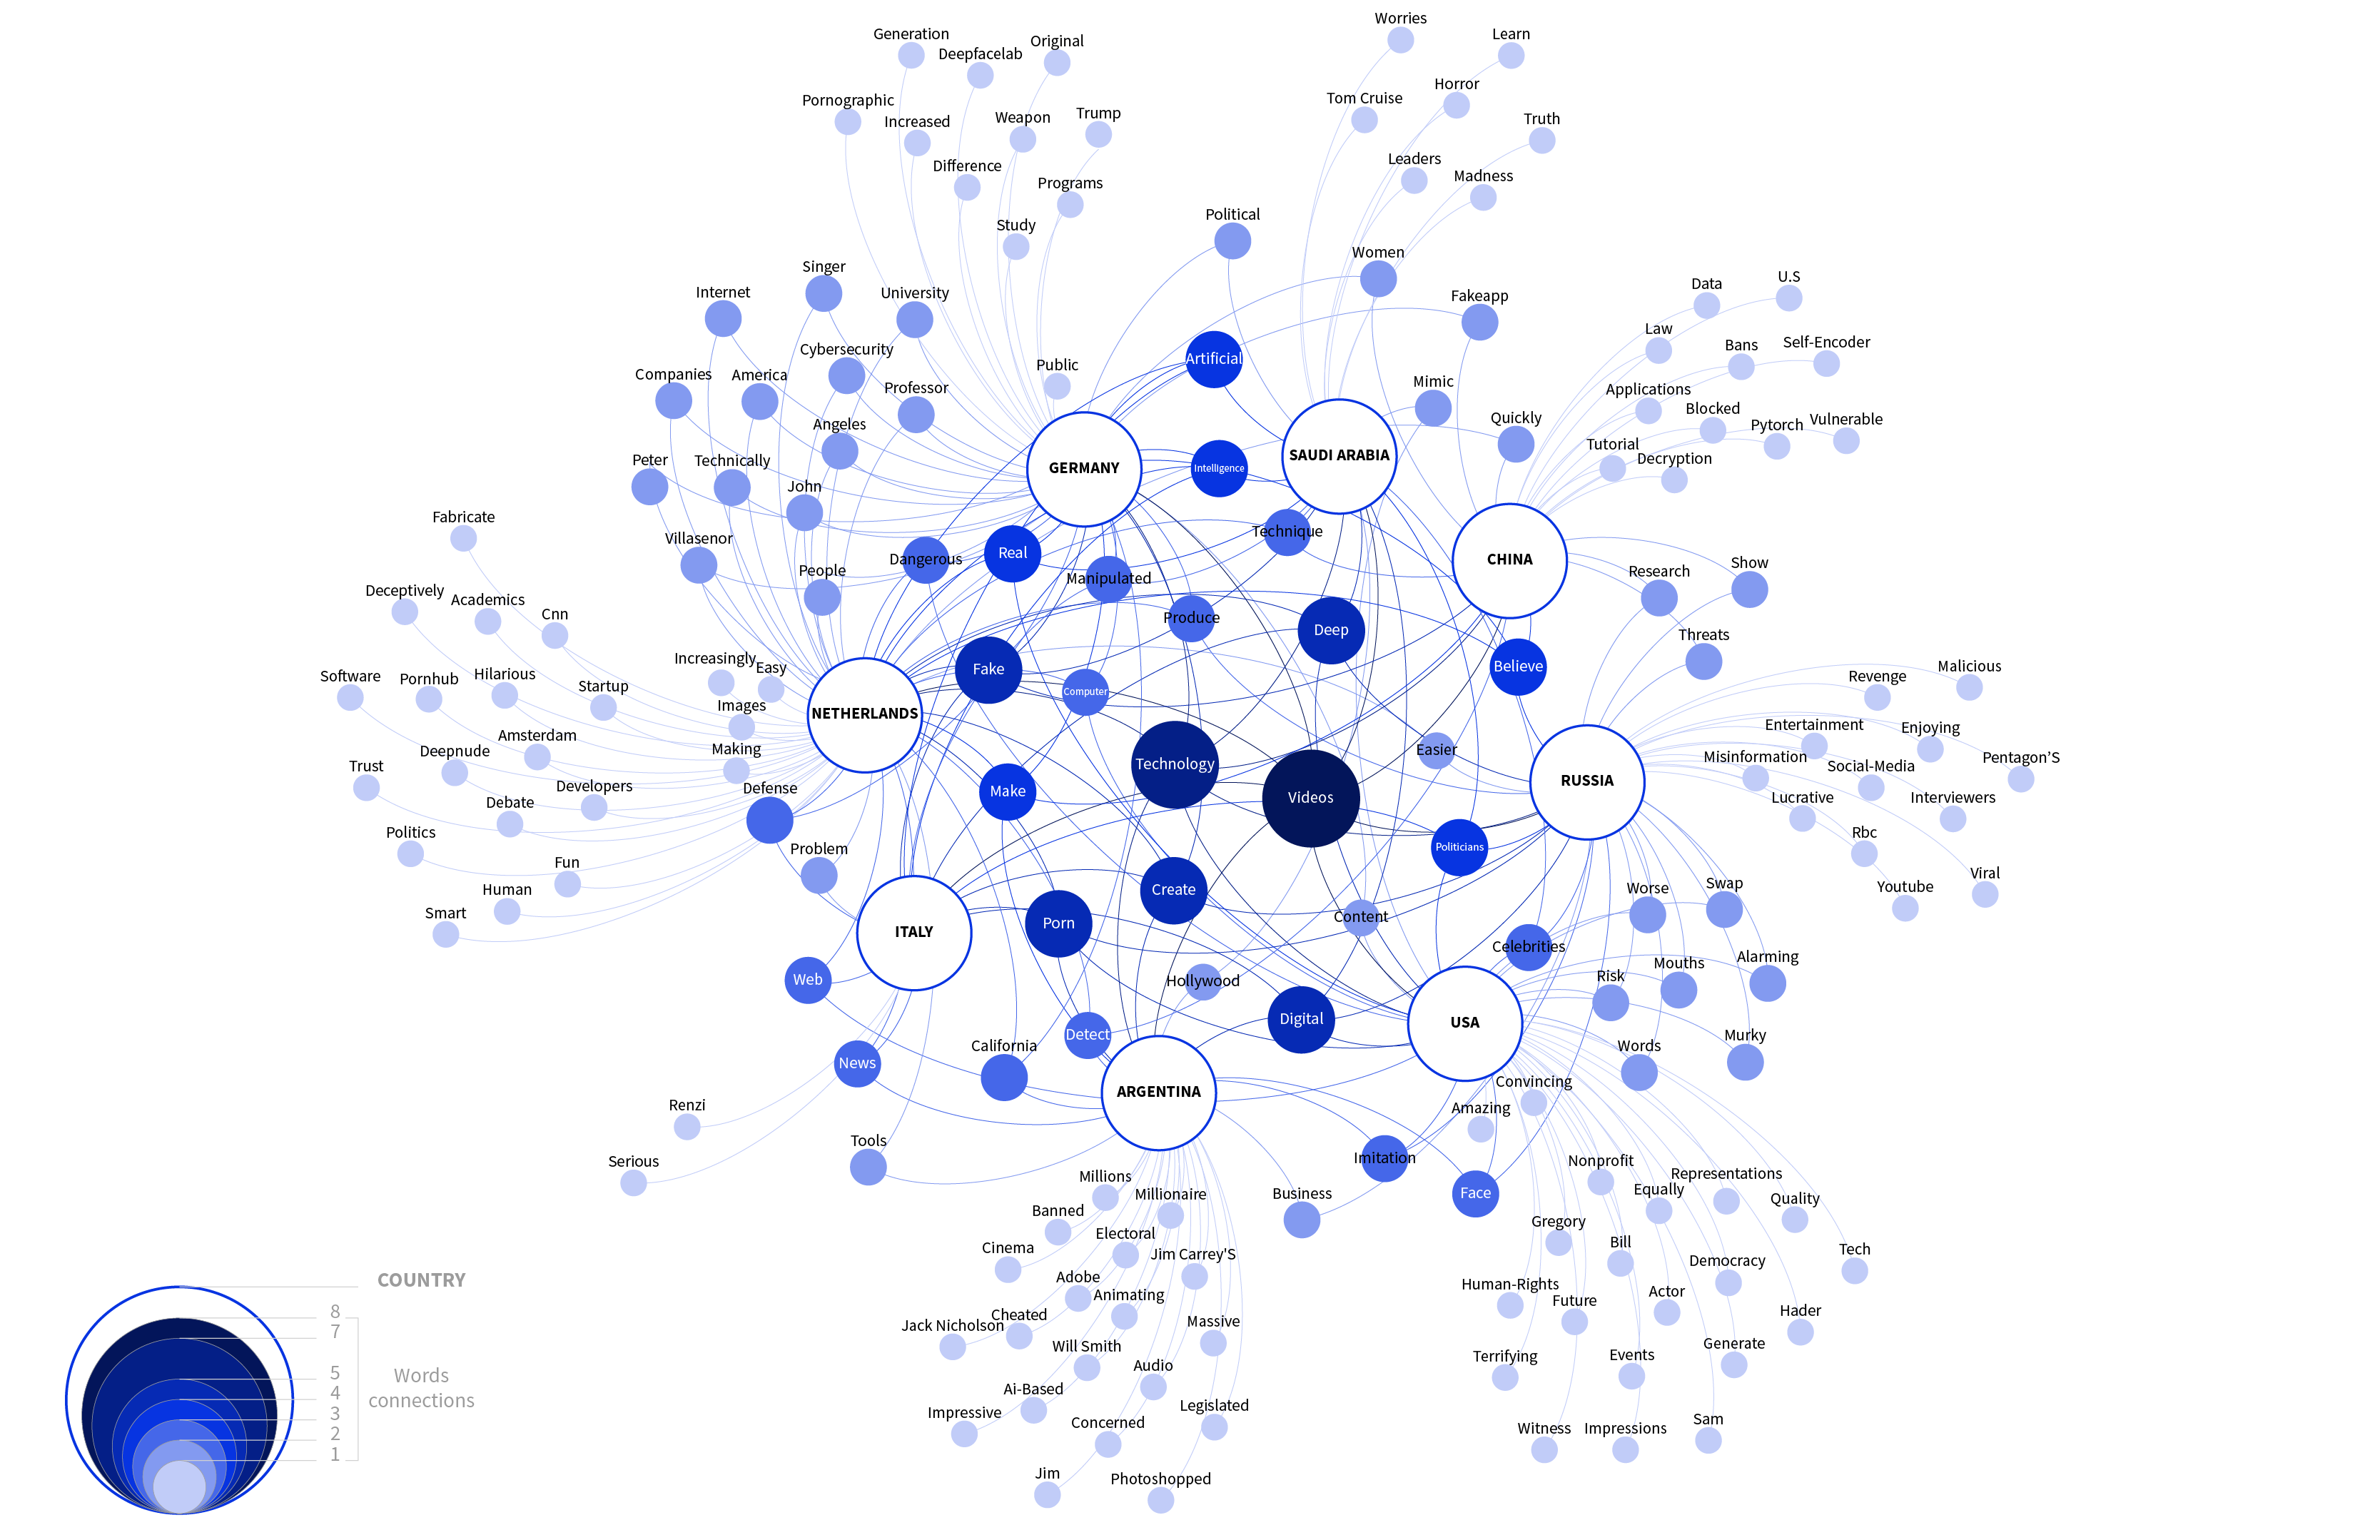 Worries
Generation
Learn
Original
Deepfacelab
Horror
Tom Cruise
Pornographic
Trump
Weapon
Increased
Truth
Leaders
Difference
Madness
Programs
Political
Study
Women
Singer
U.S
Data
Internet
University
Fakeapp
Law
Self-Encoder
Bans
Cybersecurity
Artificial
Public
Companies
America
Mimic
Professor
Applications
Blocked
Quickly
Vulnerable
Angeles
Pytorch
Tutorial
SAUDI ARABIA
Decryption
Peter
Technically
GERMANY
Intelligence
John
Fabricate
Technique
Villasenor
Real
Dangerous
CHINA
Show
People
Research
Manipulated
Deceptively
Academics
Cnn
Produce
Deep
Threats
Increasingly
Easy
Fake
Believe
Malicious
Software
Pornhub
Hilarious
Revenge
Startup
Computer
Images
NETHERLANDS
Entertainment
Enjoying
Amsterdam
Deepnude
Making
Easier
Misinformation
Pentagon’S
Trust
Technology
Social-Media
RUSSIA
Developers
Defense
Make
Videos
Debate
Lucrative
Interviewers
Politics
Problem
Politicians
Rbc
Fun
Viral
Human
Create
Worse
Swap
Youtube
Smart
Porn
Content
ITALY
Celebrities
Alarming
Mouths
Risk
Web
Hollywood
Digital
USA
Detect
Murky
California
Words
News
Convincing
ARGENTINA
Renzi
Amazing
Tools
Imitation
Serious
Nonprofit
Millions
Representations
Millionaire
Business
Face
Equally
Quality
Banned
Gregory
Electoral
Bill
Cinema
Jim Carrey'S
Tech
Democracy
Adobe
COUNTRY
Human-Rights
Actor
Animating
Future
8
Cheated
Hader
Jack Nicholson
Massive
7
Will Smith
Generate
Terrifying
Events
Audio
5
Words
connections
Ai-Based
4
Legislated
Impressive
3
Concerned
Sam
Witness
Impressions
2
1
Jim
Photoshopped